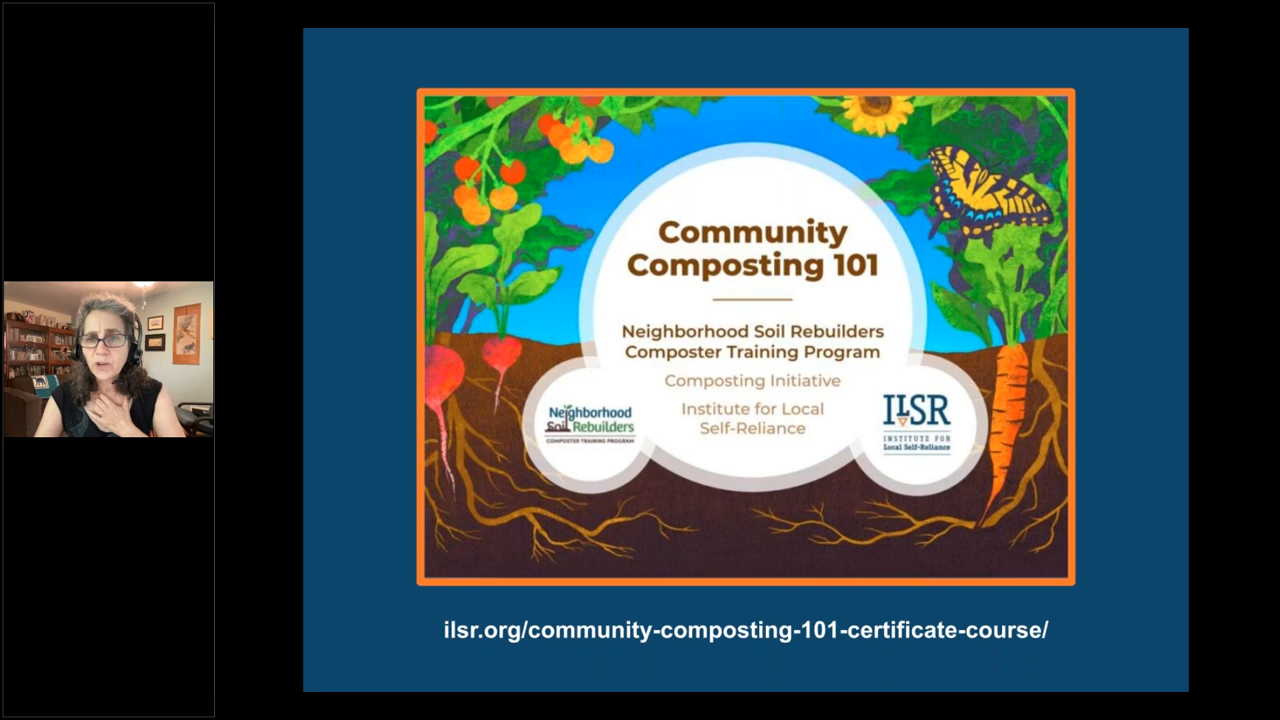 Community
Composting 101
Neighborhood Soil Rebuilders
Composter Training Program
Composting Initiative
Institute for Local
Self-Reliance
Neighborhood
Soil Rebuilders
COMPOSTER TRAINING PROGRAM
ILSR
INSTITUTE FOR
Local Self-Reliance
ilsr.org/community-composting-101-certificate-course/